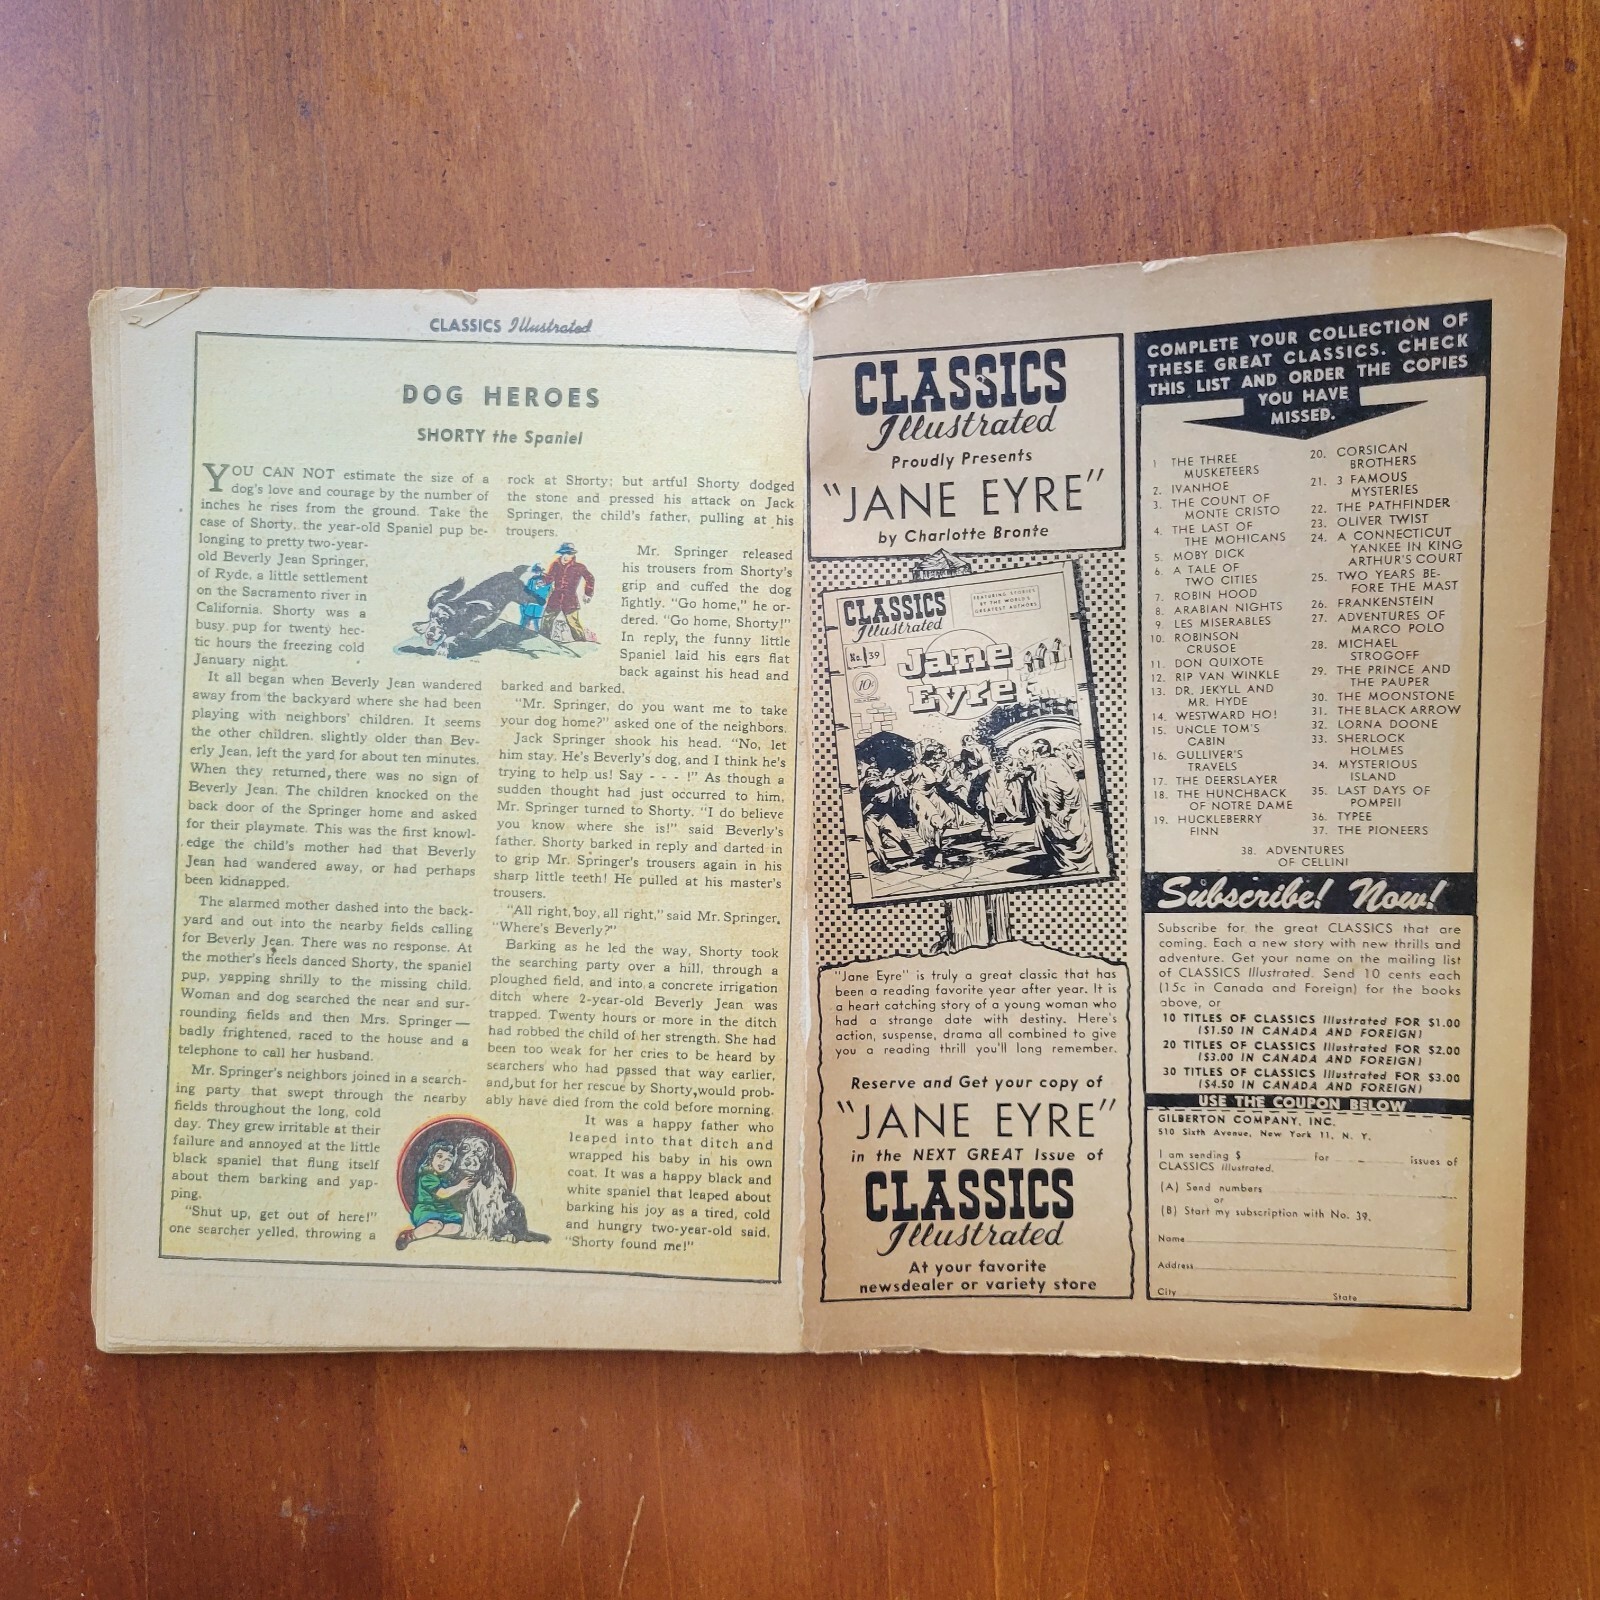 CLASSICS Illustrated
DOG HEROES
SHORTY the Spaniel
YOU CAN NOT estimate the size of a
dog's love and courage by the number of
inches he rises from the ground. Take the
case of Shorty, the year-old Spaniel pup be-
longing to pretty two-year-
old Beverly Jean Springer,
of Ryde, a little settlement
on the Sacramento river in
California. Shorty was a
busy pup for twenty hec-
tic hours the freezing cold
January night.
It all began when Beverly Jean wandered
away from the backyard where she had been
playing with neighbors' children. It seems
the other children, slightly older than Bev-
erly Jean, left the yard for about ten minutes.
When they returned, there was no sign of
Beverly Jean. The children knocked on the
back door of the Springer home and asked
for their playmate. This was the first knowl-
edge the child's mother had that Beverly
Jean had wandered away, or had perhaps
been kidnapped.
The alarmed mother dashed into the back-
yard and out into the nearby fields calling
for Beverly Jean. There was no response. At
the mother's heels danced Shorty, the spaniel
pup, yapping shrilly to the missing child.
Woman and dog searched the near and sur-
rounding fields and then Mrs. Springer —
badly frightened, raced to the house and a
telephone to call her husband.
Mr. Springer's neighbors joined in a search-
ing party that swept through the nearby
fields throughout the long, cold
day. They grew irritable at their
failure and annoyed at the little
black spaniel that flung itself
about them barking and yap-
ping.
"Shut up, get out of here!"
one searcher yelled, throwing a
rock at Shorty; but artful Shorty dodged
the stone and pressed his attack on Jack
Springer, the child's father, pulling at his
trousers.
Mr. Springer released
his trousers from Shorty's
grip and cuffed the dog
lightly. "Go home," he or-
dered. "Go home, Shorty!"
In reply, the funny little
Spaniel laid his ears flat
back against his head and
barked and barked.
"Mr. Springer, do you want me to take
your dog home?" asked one of the neighbors.
Jack Springer shook his head. "No, let
him stay. He's Beverly's dog, and I think he's
trying to help us! Say - - - !" As though a
sudden thought had just occurred to him,
Mr. Springer turned to Shorty. "I do believe
you know where she is!" said Beverly's
father. Shorty barked in reply and darted in
to grip Mr. Springer's trousers again in his
sharp little teeth! He pulled at his master's
trousers.
"All right, boy, all right," said Mr. Springer.
"Where's Beverly?"
Barking as he led the way, Shorty took
the searching party over a hill, through a
ploughed field, and into a concrete irrigation
ditch where 2-year-old Beverly Jean was
trapped. Twenty hours or more in the ditch
had robbed the child of her strength. She had
been too weak for her cries to be heard by
searchers who had passed that way earlier,
and, but for her rescue by Shorty, would prob-
ably have died from the cold before morning.
It was a happy father who
leaped into that ditch and
wrapped his baby in his own
coat. It was a happy black and
white spaniel that leaped about
barking his joy as a tired, cold
and hungry two-year-old said,
"Shorty found me!"
CLASSICS
Illustrated
Proudly Presents
"JANE EYRE"
by Charlotte Bronte
CLASSICS
Illustrated
FEATURING STORIES
BY THE WORLD'S
GREATEST AUTHORS
No. 39
10¢
Jane
Eyre
"Jane Eyre" is truly a great classic that has
been a reading favorite year after year. It is
a heart catching story of a young woman who
had a strange date with destiny. Here's
action, suspense, drama all combined to give
you a reading thrill you'll long remember.
Reserve and Get your copy of
"JANE EYRE"
in the NEXT GREAT Issue of
CLASSICS
Illustrated
At your favorite
newsdealer or variety store
COMPLETE YOUR COLLECTION OF
THESE GREAT CLASSICS. CHECK
THIS LIST AND ORDER THE COPIES
YOU HAVE
MISSED.
1 THE THREE
MUSKETEERS
2. IVANHOE
3. THE COUNT OF
MONTE CRISTO
4. THE LAST OF
THE MOHICANS
5. MOBY DICK
6. A TALE OF
TWO CITIES
7. ROBIN HOOD
8. ARABIAN NIGHTS
9. LES MISERABLES
10. ROBINSON
CRUSOE
11. DON QUIXOTE
12. RIP VAN WINKLE
13. DR. JEKYLL AND
MR. HYDE
14. WESTWARD HO!
15. UNCLE TOM'S
CABIN
16. GULLIVER'S
TRAVELS
17. THE DEERSLAYER
18. THE HUNCHBACK
OF NOTRE DAME
19. HUCKLEBERRY
FINN
20. CORSICAN
BROTHERS
21. 3 FAMOUS
MYSTERIES
22. THE PATHFINDER
23. OLIVER TWIST
24. A CONNECTICUT
YANKEE IN KING
ARTHUR'S COURT
25. TWO YEARS BE-
FORE THE MAST
26. FRANKENSTEIN
27. ADVENTURES OF
MARCO POLO
28. MICHAEL
STROGOFF
29. THE PRINCE AND
THE PAUPER
30. THE MOONSTONE
31. THE BLACK ARROW
32. LORNA DOONE
33. SHERLOCK
HOLMES
34. MYSTERIOUS
ISLAND
35. LAST DAYS OF
POMPEII
36. TYPEE
37. THE PIONEERS
38. ADVENTURES
OF CELLINI
Subscribe! Now!
Subscribe for the great CLASSICS that are
coming. Each a new story with new thrills and
adventure. Get your name on the mailing list
of CLASSICS Illustrated. Send 10 cents each
(15c in Canada and Foreign) for the books
above, or
10 TITLES OF CLASSICS Illustrated FOR $1.00
($1.50 IN CANADA AND FOREIGN)
20 TITLES OF CLASSICS Illustrated FOR $2.00
($3.00 IN CANADA AND FOREIGN)
30 TITLES OF CLASSICS Illustrated FOR $3.00
($4.50 IN CANADA AND FOREIGN)
USE THE COUPON BELOW
GILBERTON COMPANY, INC.
510 Sixth Avenue, New York 11, N. Y.
I am sending $ for issues of
CLASSICS Illustrated.
(A) Send numbers
or
(B) Start my subscription with No. 39.
Name
Address
City State